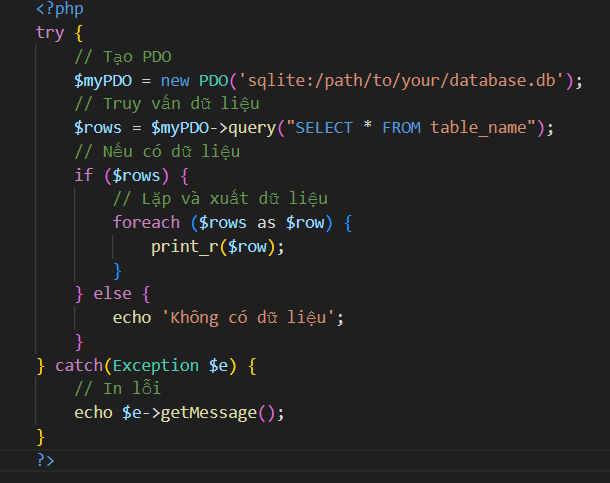 <?php
try {
    // Tạo PDO
    $myPDO = new PDO('sqlite:/path/to/your/database.db');
    // Truy vấn dữ liệu
    $rows = $myPDO->query("SELECT * FROM table_name");
    // Nếu có dữ liệu
    if ($rows) {
        // Lặp và xuất dữ liệu
        foreach ($rows as $row) {
            print_r($row);
        }
    } else {
        echo 'Không có dữ liệu';
    }
} catch(Exception $e) {
    // In lỗi
    echo $e->getMessage();
}
?>